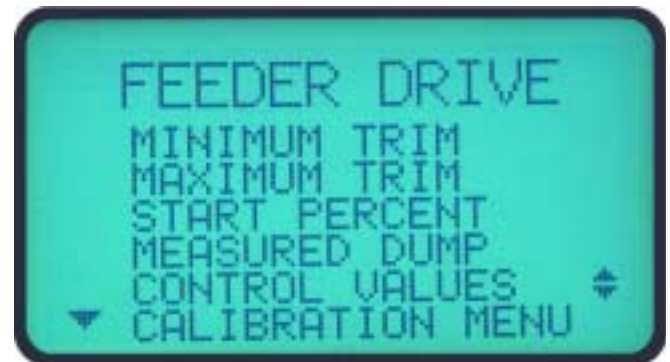 FEEDER DRIVE
MINIMUM TRIM
MAXIMUM TRIM
START PERCENT
MEASURED DUMP
CONTROL VALUES
CALIBRATION MENU